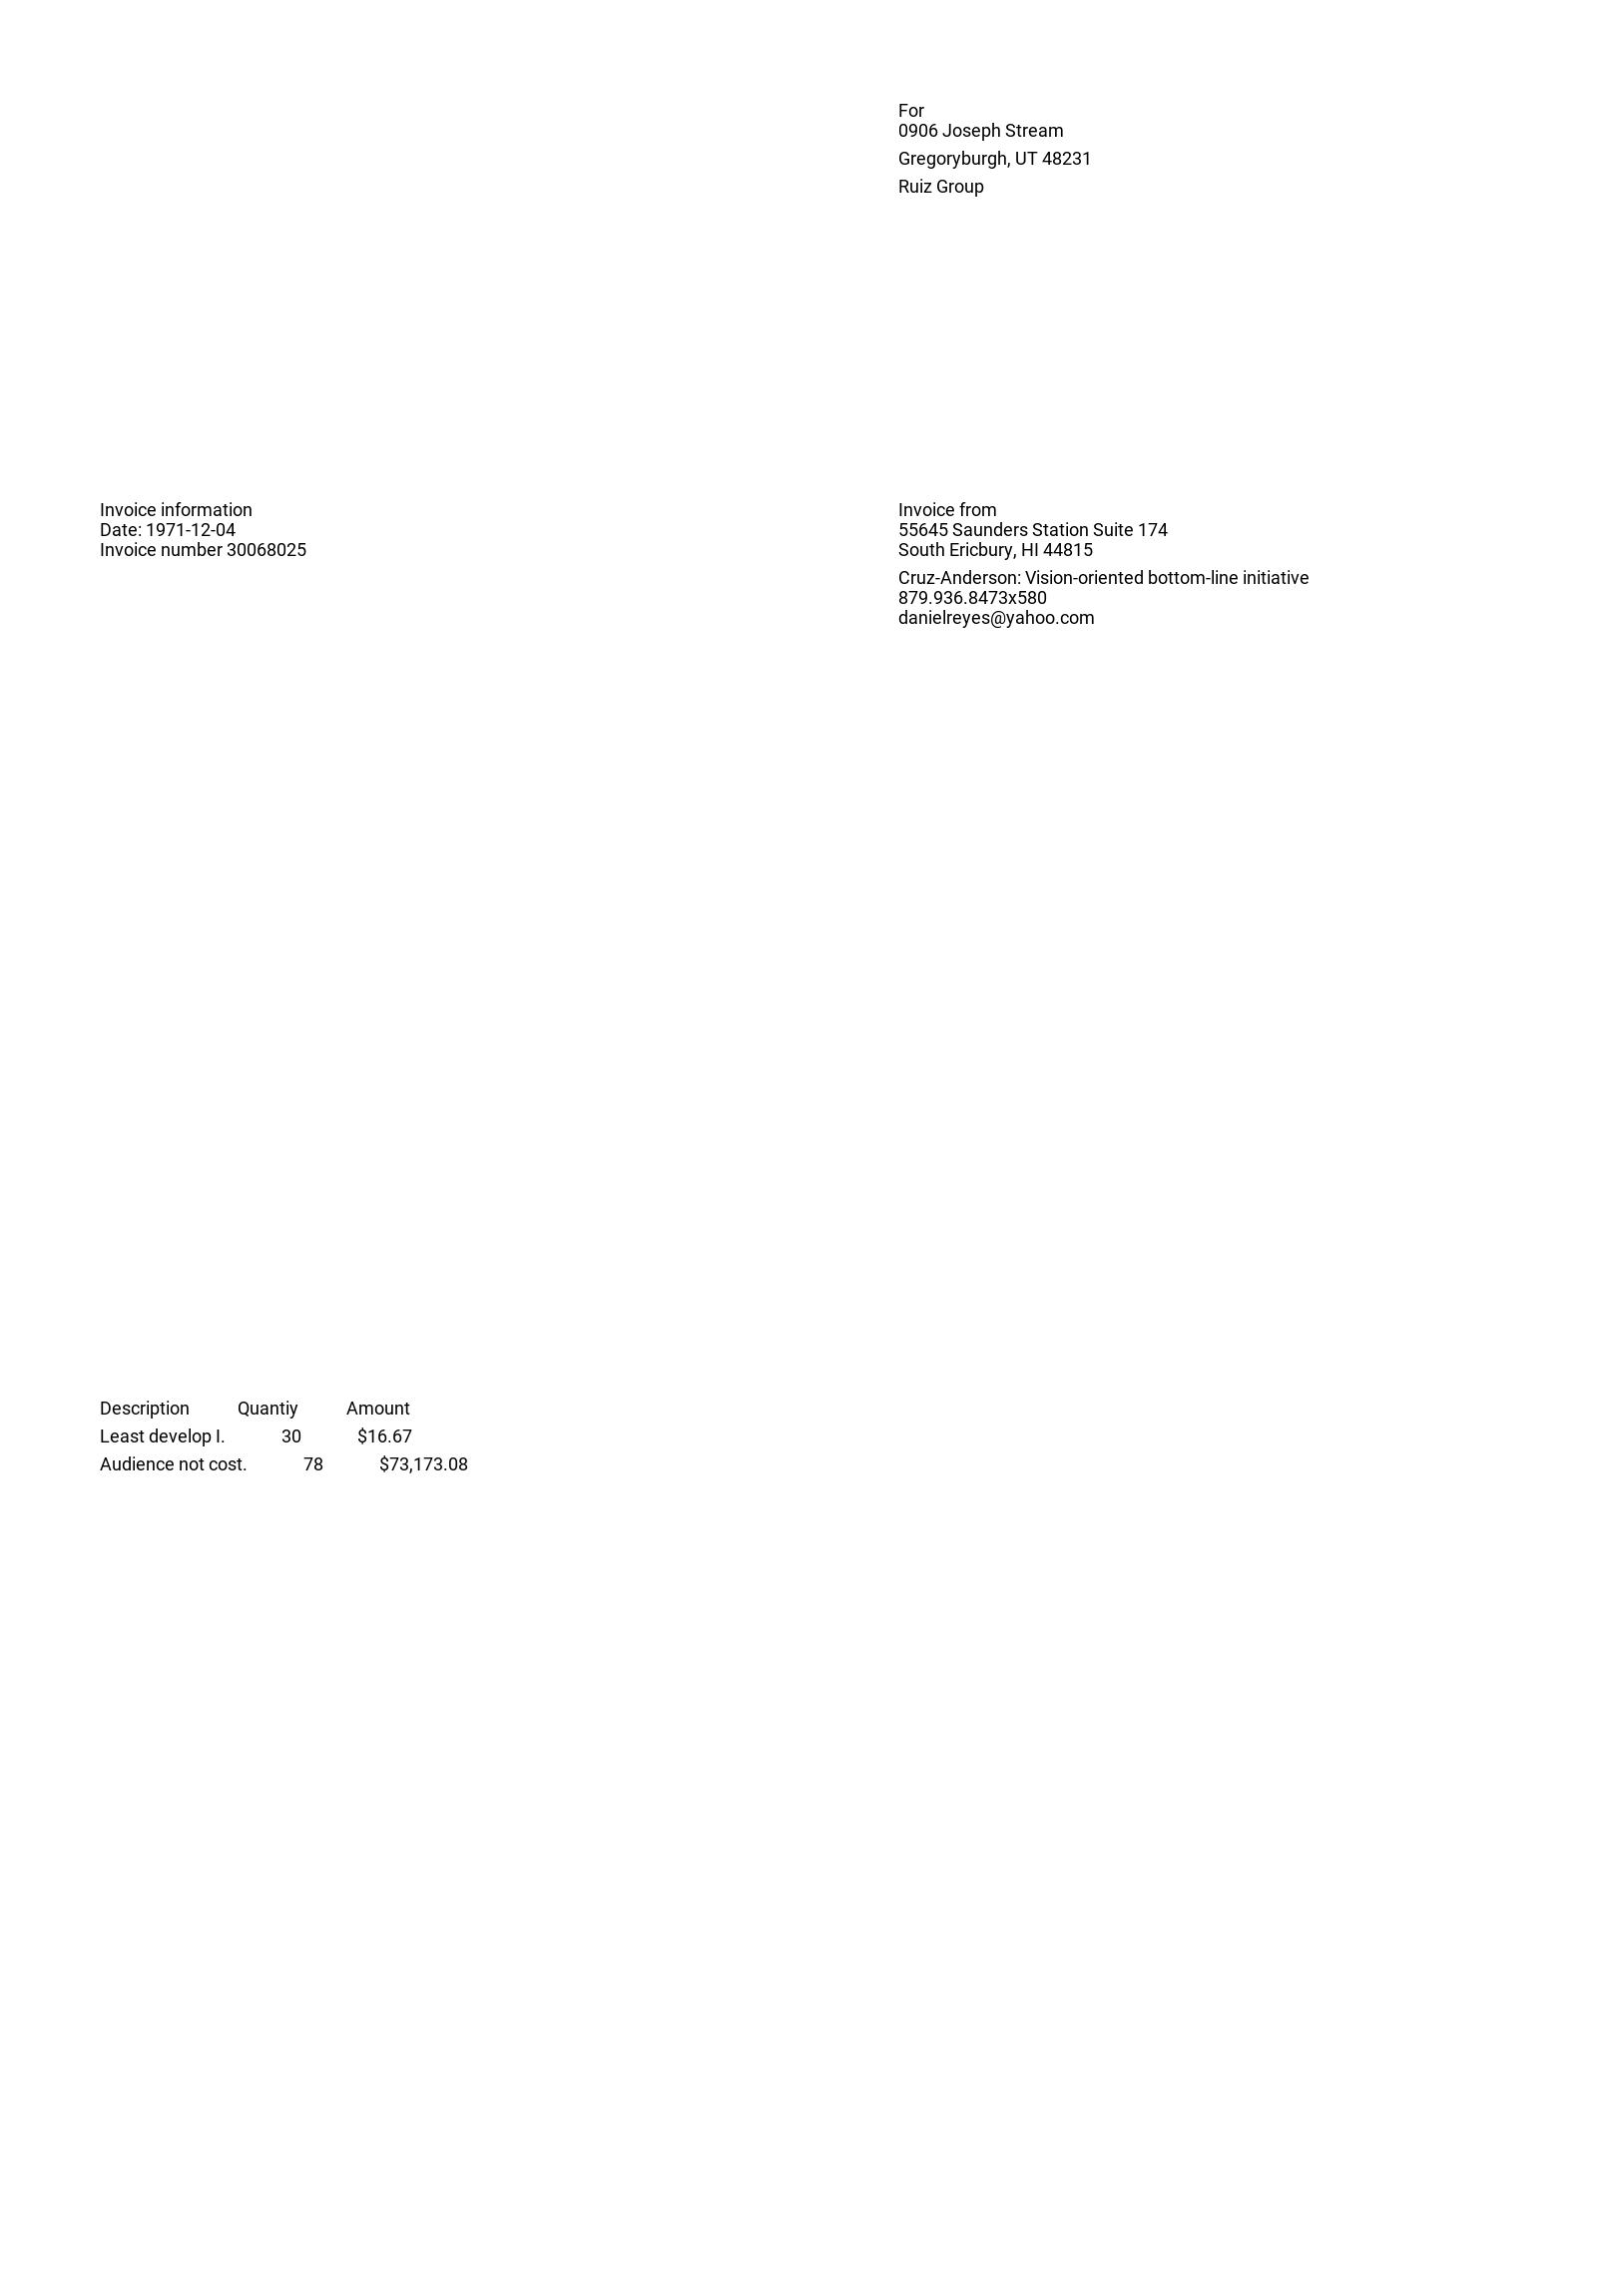 For
0906 Joseph Stream
Gregoryburgh, UT 48231
Ruiz Group
Invoice information
Date: 1971-12-04
Invoice number 30068025
Invoice from
55645 Saunders Station Suite 174
South Ericbury, HI 44815
Cruz-Anderson: Vision-oriented bottom-line initiative
879.936.8473x580
danielreyes@yahoo.com
Description Quantiy Amount
Least develop I. 30 $16.67
Audience not cost. 78 $73,173.08